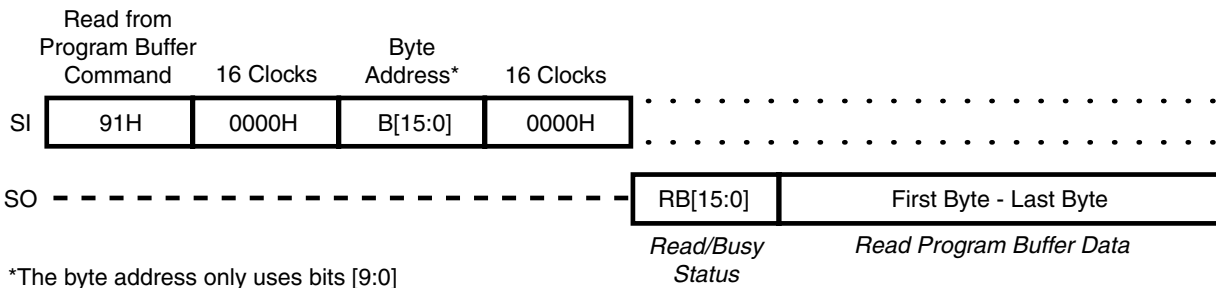 Read from
Program Buffer
Command
16 Clocks
Byte
Address*
16 Clocks
SI
91H
0000H
B[15:0]
0000H
SO
RB[15:0]
First Byte - Last Byte
Read/Busy
Status
Read Program Buffer Data
*The byte address only uses bits [9:0]